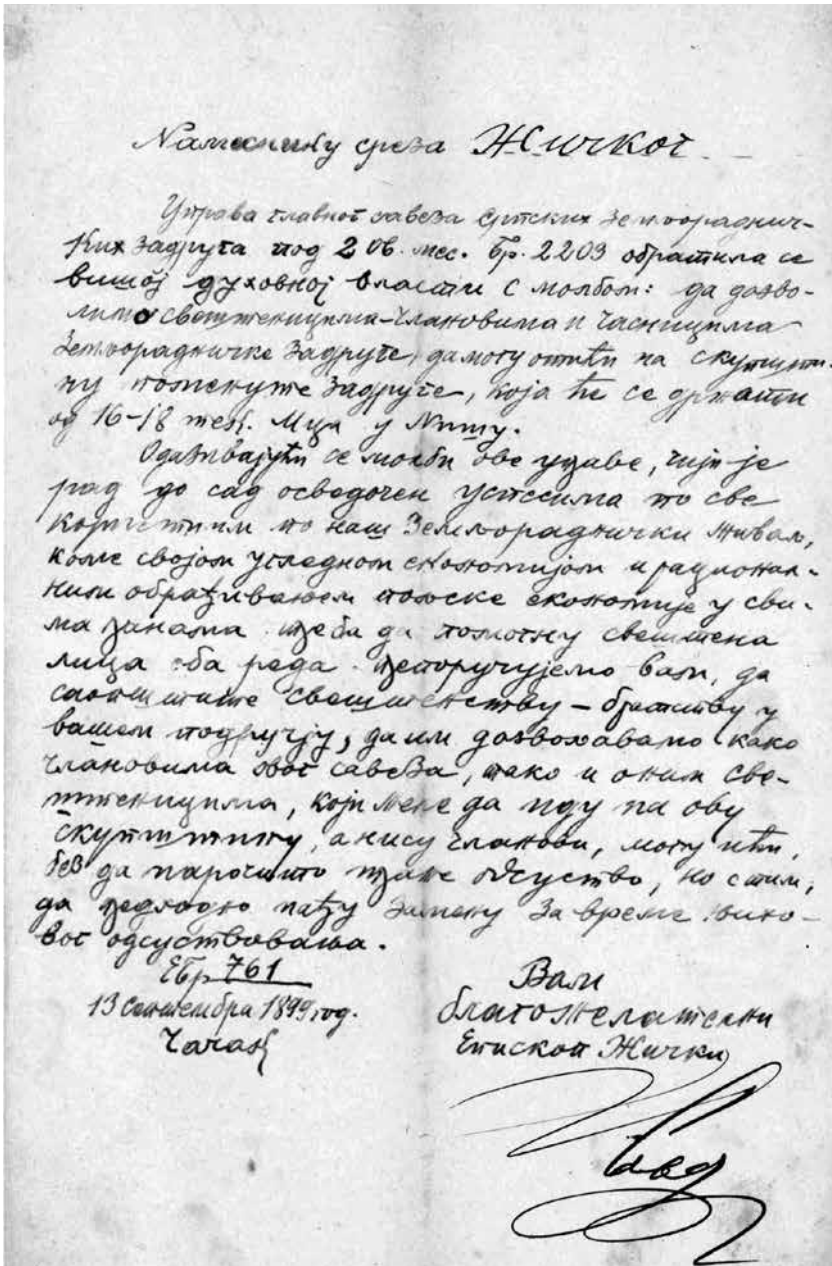 Намеснику среза Жичког
Управа главног савеза српских земљораднич-
ких задруга под 2 ов. мес. бр. 2203 обратила се
вишој духовној власти с молбом: да дозво-
лимо свештеницима-члановима и часницима
Земљорадничке Задруге, да могу отићи на скупшти-
ну поменуте Задруге, која ће се држати
од 16-18 тек. М-ца у Нишу.
Одазивајући се молби ове управе, чији је
рад до сад осведочен успесима по све
корисним по наш Земљораднички живаљ,
коме својом угледном економијом и рационал-
ним обрађивањем пољске економије у сви-
ма гранама треба да помогну свештена
лица оба реда препоручујемо вам, да
саопштите свештенству – братству у
вашем подручју, да им дозвољавамо како
члановима овог савеза, тако и оним све-
штеницима, који желе да иду на ову
скупштину, а нису чланови, могу ићи,
без да нарочито траже одсуство, но с тим,
да предходно нађу замену за време њихо-
вог одсуствовања.
ЕБр 761
13 Септембра 1899 год.
Чачак
Вам
благожелатељни
Епископ Жички
Сава